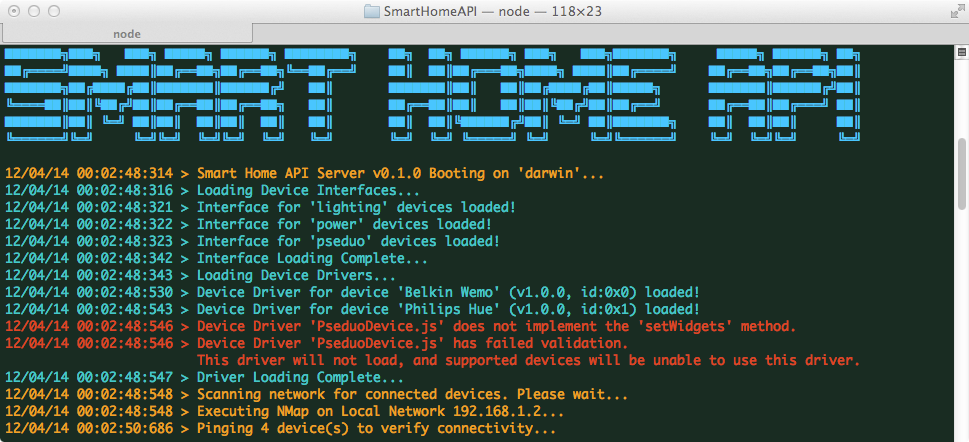 SmartHomeAPI — node — 118×23
node
SMART HOME API
12/04/14 00:02:48:314 > Smart Home API Server v0.1.0 Booting on 'darwin'...
12/04/14 00:02:48:316 > Loading Device Interfaces...
12/04/14 00:02:48:321 > Interface for 'lighting' devices loaded!
12/04/14 00:02:48:322 > Interface for 'power' devices loaded!
12/04/14 00:02:48:323 > Interface for 'pseduo' devices loaded!
12/04/14 00:02:48:342 > Interface Loading Complete...
12/04/14 00:02:48:343 > Loading Device Drivers...
12/04/14 00:02:48:530 > Device Driver for device 'Belkin Wemo' (v1.0.0, id:0x0) loaded!
12/04/14 00:02:48:543 > Device Driver for device 'Philips Hue' (v1.0.0, id:0x1) loaded!
12/04/14 00:02:48:546 > Device Driver 'PseduoDevice.js' does not implement the 'setWidgets' method.
12/04/14 00:02:48:546 > Device Driver 'PseduoDevice.js' has failed validation.
This driver will not load, and supported devices will be unable to use this driver.
12/04/14 00:02:48:547 > Driver Loading Complete...
12/04/14 00:02:48:548 > Scanning network for connected devices. Please wait...
12/04/14 00:02:48:548 > Executing NMap on Local Network 192.168.1.2...
12/04/14 00:02:50:686 > Pinging 4 device(s) to verify connectivity...